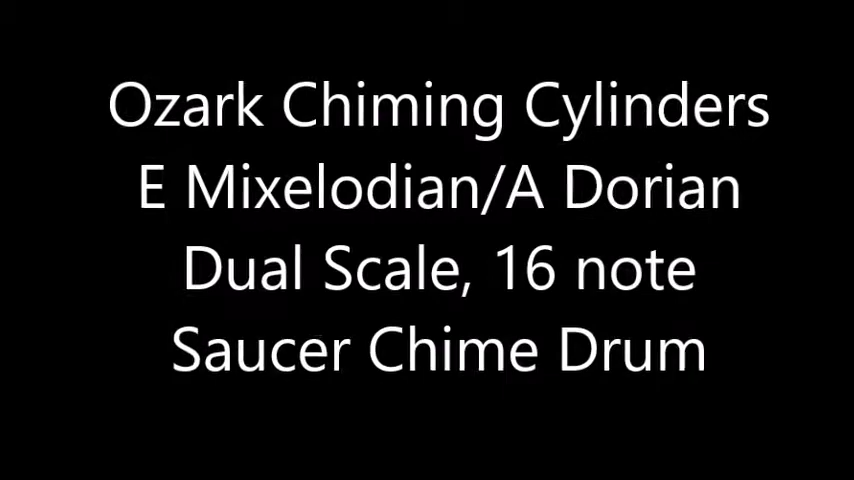 Ozark Chiming Cylinders
E Mixelodian/A Dorian
Dual Scale, 16 note
Saucer Chime Drum